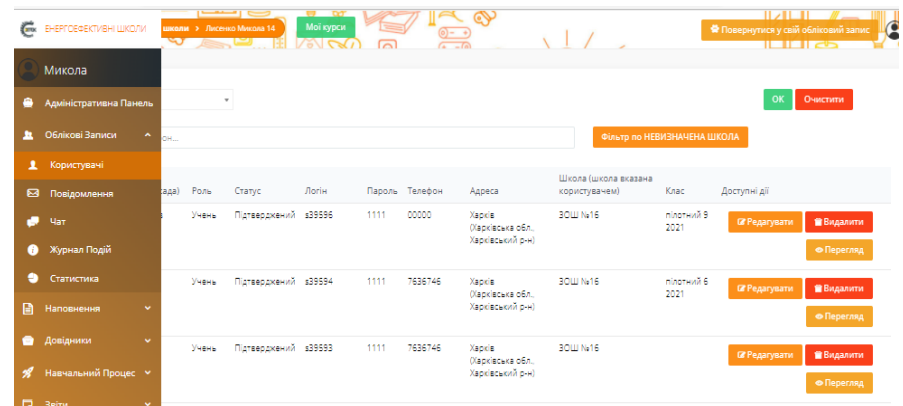 ЕНЕРГОЕФЕКТИВНІ ШКОЛИ
школи > Лисенко Микола 14
Мої курси
Повернутися у свій обліковий запис
Микола
Адміністративна Панель
ОК
Очистити
Облікові Записи
он...
Фільтр по НЕВИЗНАЧЕНА ШКОЛА
Користувачі
Повідомлення
Чат
Журнал Подій
Статистика
Наповнення
Довідники
Навчальний Процес
Звіти
сада) Роль Статус Логін Пароль Телефон Адреса Школа (школа вказана користувачем) Клас Доступні дії
Учень Підтверджений s39596 1111 00000 Харків ЗОШ №16 пілотний 9
(Харківська обл., 2021
Харківський р-н)
Редагувати Видалити
Перегляд
Учень Підтверджений s39594 1111 7636746 Харків ЗОШ №16 пілотний 6
(Харківська обл., 2021
Харківський р-н)
Редагувати Видалити
Перегляд
Учень Підтверджений s39593 1111 7636746 Харків ЗОШ №16
(Харківська обл.,
Харківський р-н)
Редагувати Видалити
Перегляд